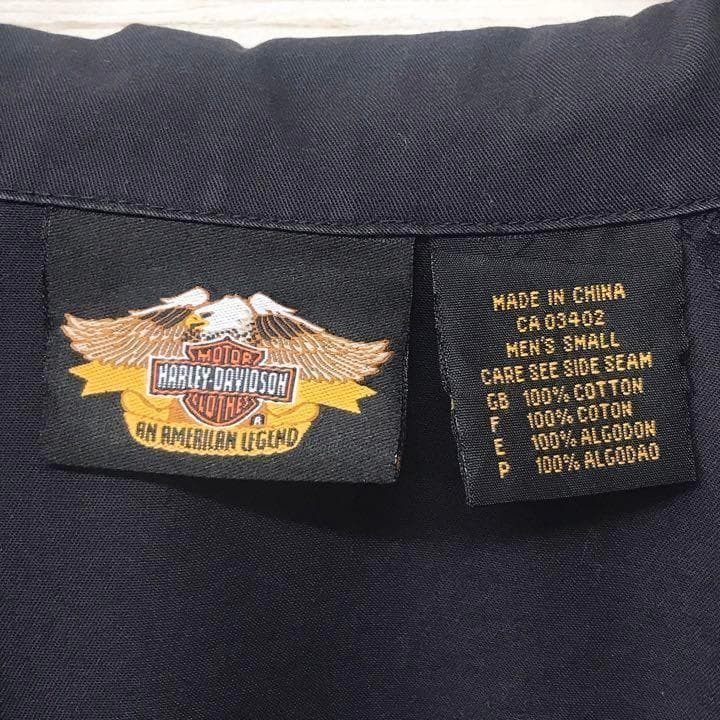 MOTOR
HARLEY-DAVIDSON
CLOTHES
®
AN AMERICAN LEGEND
MADE IN CHINA
CA 03402
MEN'S SMALL
CARE SEE SIDE SEAM
GB 100% COTTON
F 100% COTON
E 100% ALGODON
P 100% ALGODAO